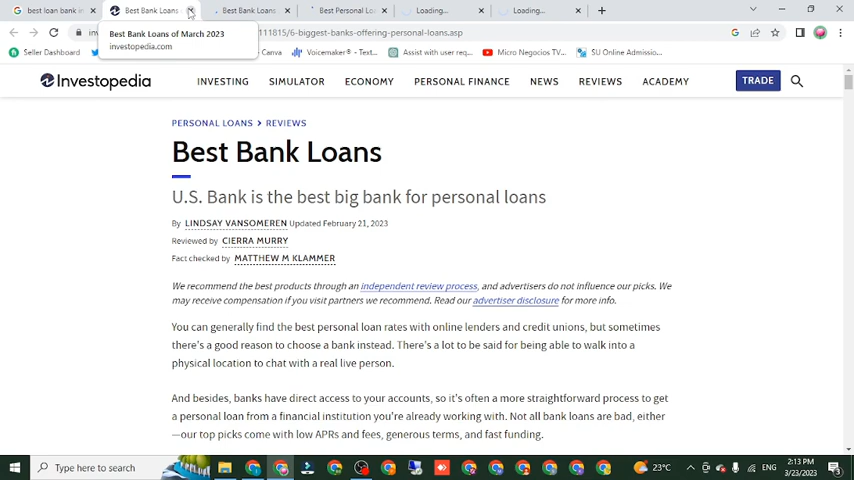 best loan bank in
Best Bank Loans
Best Bank Loans
Best Personal Loa
Loading...
Loading...
111815/6-biggest-banks-offering-personal-loans.asp
Best Bank Loans of March 2023
investopedia.com
Seller Dashboard
Voicemaker® - Text...
Assist with user req...
Micro Negocios TV...
SU Online Admissio...
Investopedia
INVESTING
SIMULATOR
ECONOMY
PERSONAL FINANCE
NEWS
REVIEWS
ACADEMY
TRADE
PERSONAL LOANS > REVIEWS
Best Bank Loans
U.S. Bank is the best big bank for personal loans
By LINDSAY VANSOMEREN Updated February 21, 2023
Reviewed by CIERRA MURRY
Fact checked by MATTHEW M KLAMMER
We recommend the best products through an independent review process, and advertisers do not influence our picks. We
may receive compensation if you visit partners we recommend. Read our advertiser disclosure for more info.
You can generally find the best personal loan rates with online lenders and credit unions, but sometimes
there's a good reason to choose a bank instead. There's a lot to be said for being able to walk into a
physical location to chat with a real live person.
And besides, banks have direct access to your accounts, so it's often a more straightforward process to get
a personal loan from a financial institution you're already working with. Not all bank loans are bad, either
—our top picks come with low APRs and fees, generous terms, and fast funding.
Type here to search
23°C
ENG
2:13 PM
3/23/2023